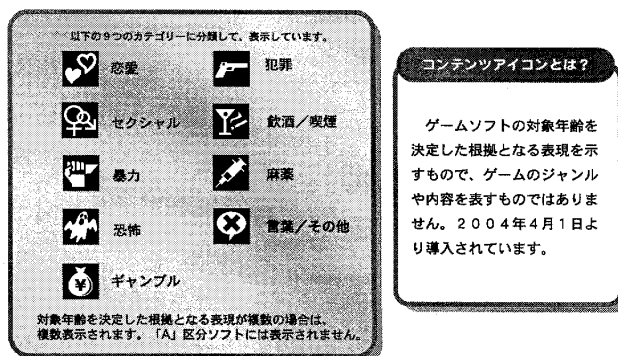 以下の9つのカテゴリーに分類して、表示しています。
恋愛
犯罪
セクシャル
飲酒／喫煙
暴力
麻薬
恐怖
言葉／その他
¥
ギャンブル
対象年齢を決定した根拠となる表現が複数の場合は、
複数表示されます。「A」区分ソフトには表示されません。
コンテンツアイコンとは？
ゲームソフトの対象年齢を
決定した根拠となる表現を示
すもので、ゲームのジャンル
や内容を表すものではありま
せん。２００４年４月１日よ
り導入されています。